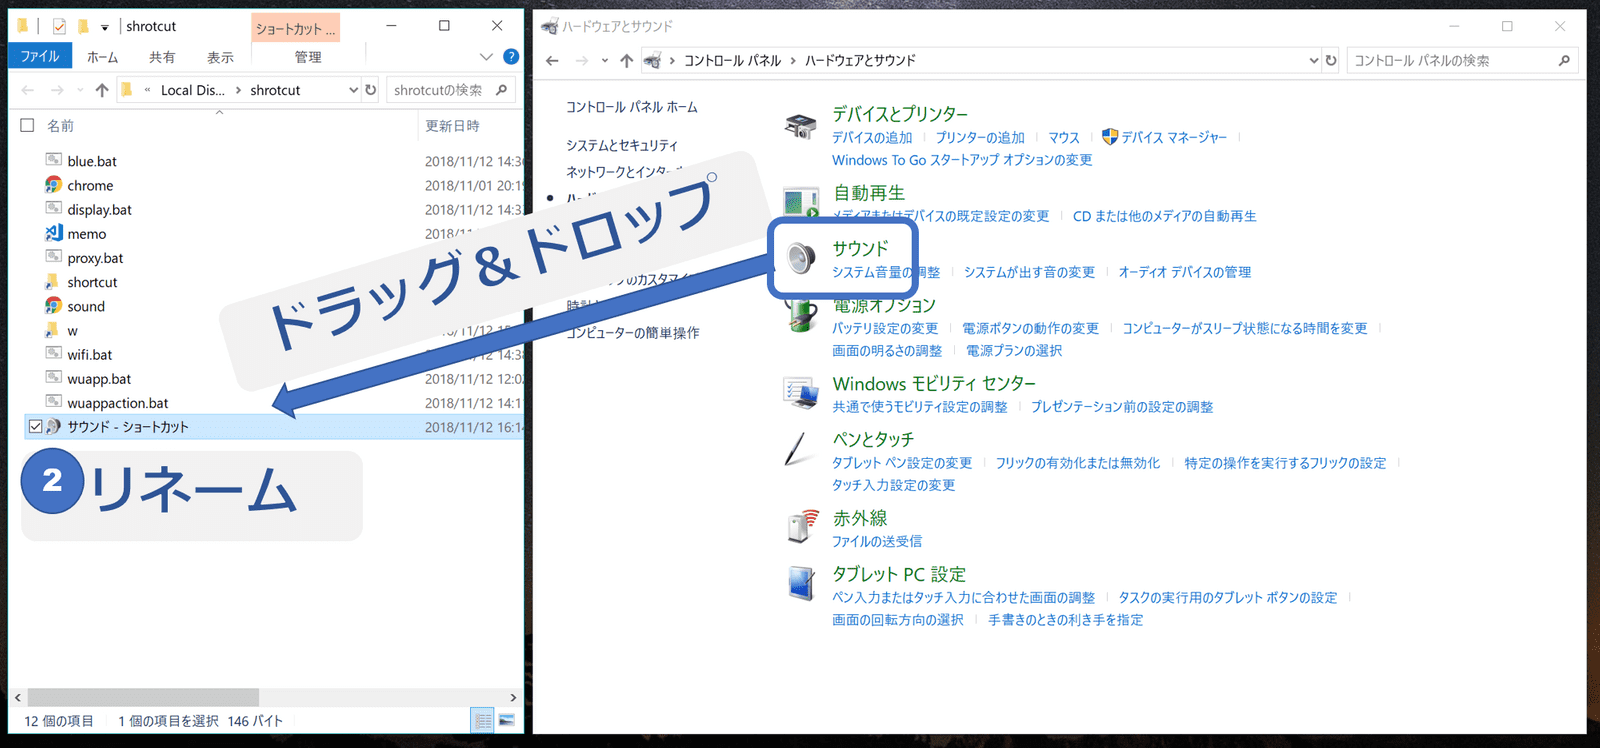 shrotcut
ショートカット ...
ファイル
ホーム
共有
表示
管理
?
« Local Dis... › shrotcut
shrotcutの検索
名前
更新日時
blue.bat 2018/11/12 14:3
chrome 2018/11/01 20:19
display.bat 2018/11/12 14:3
memo 2018/11
proxy.bat 2018/11/
shortcut
sound
w
wifi.bat 14:38
wuapp.bat 2018/11/12 12:02
wuappaction.bat 2018/11/12 14:1
サウンド - ショートカット 2018/11/12 16:14
2 リネーム
12 個の項目 1 個の項目を選択 146 バイト
ドラッグ&ドロップ
ハードウェアとサウンド
コントロール パネル › ハードウェアとサウンド
コントロール パネルの検索
コントロール パネル ホーム
システムとセキュリティ
ネットワークとインター
のカスタマイ
コンピューターの簡単操作
デバイスとプリンター
デバイスの追加 プリンターの追加 マウス デバイス マネージャー
Windows To Go スタートアップ オプションの変更
自動再生
メディアまたはデバイスの既定設定の変更 CD または他のメディアの自動再生
サウンド
システム音量の調整 システムが出す音の変更 オーディオ デバイスの管理
電源オプション
バッテリ設定の変更 電源ボタンの動作の変更 コンピューターがスリープ状態になる時間を変更
画面の明るさの調整 電源プランの選択
Windows モビリティ センター
共通で使うモビリティ設定の調整 プレゼンテーション前の設定の調整
ペンとタッチ
タブレット ペン設定の変更 フリックの有効化または無効化 特定の操作を実行するフリックの設定
タッチ入力設定の変更
赤外線
ファイルの送受信
タブレット PC 設定
ペン入力またはタッチ入力に合わせた画面の調整 タスクの実行用のタブレット ボタンの設定
画面の回転方向の選択 手書きのときの利き手を指定